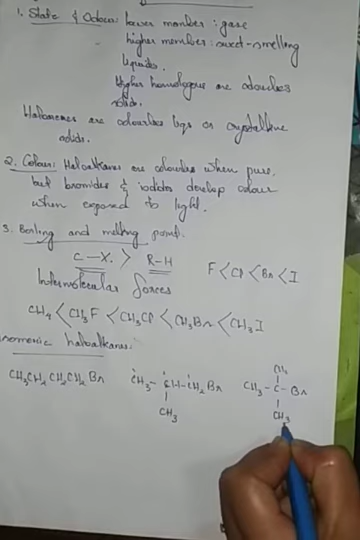 1. State & Odour: lower member: gase
higher member: sweet-smelling
liquids.
Higher homologous are odourless
solids.
Haloarenes are odourless liqs or crystalline
solids.
2. Colour: Haloalkanes are colourless when pure.
but bromides & iodides develop colour
when exposed to light.
3. Boiling and melting point.
C-X. > R-H
F < Cl < Br < I
Intermolecular forces
CH4 < CH3F < CH3Cl < CH3Br < CH3I
Isomeric haloalkanes:
CH3CH2CH2CH2Br
CH3-CH-CH2Br
CH3
CH3
CH3-C-Br
CH3